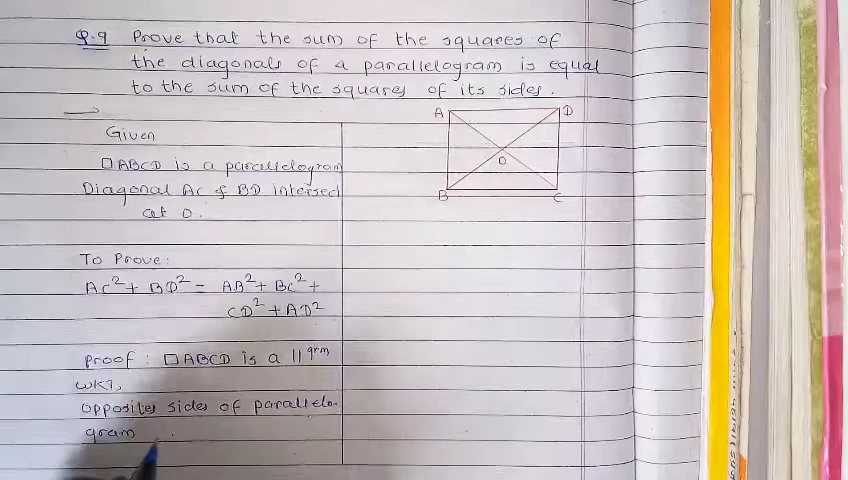 Q.9 Prove that the sum of the squares of
the diagonals of a parallelogram is equal
to the sum of the squares of its sides.
Given
□ABCD is a parallelogram
Diagonal AC & BD intersect
at O.
To Prove:
AC²+ BD² = AB²+ BC²+
CD²+AD²
Proof: □ABCD is a ||grm
WKT,
opposites sides of parallelo-
gram
A D
O
B C